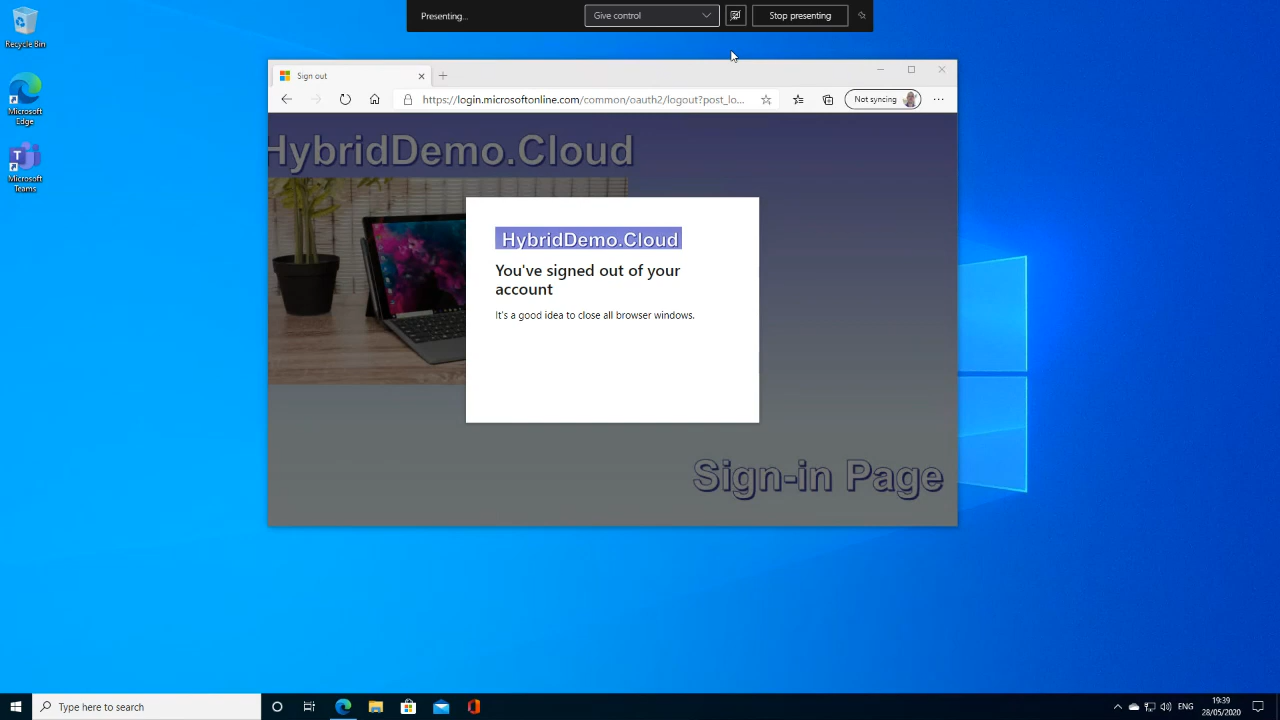 Presenting...
Give control
Stop presenting
Recycle Bin
Microsoft
Edge
Microsoft
Teams
Sign out
https://login.microsoftonline.com/common/oauth2/logout?post_lo...
Not syncing
HybridDemo.Cloud
HybridDemo.Cloud
You've signed out of your
account
It's a good idea to close all browser windows.
Sign-in Page
Type here to search
ENG
19:39
28/05/2020